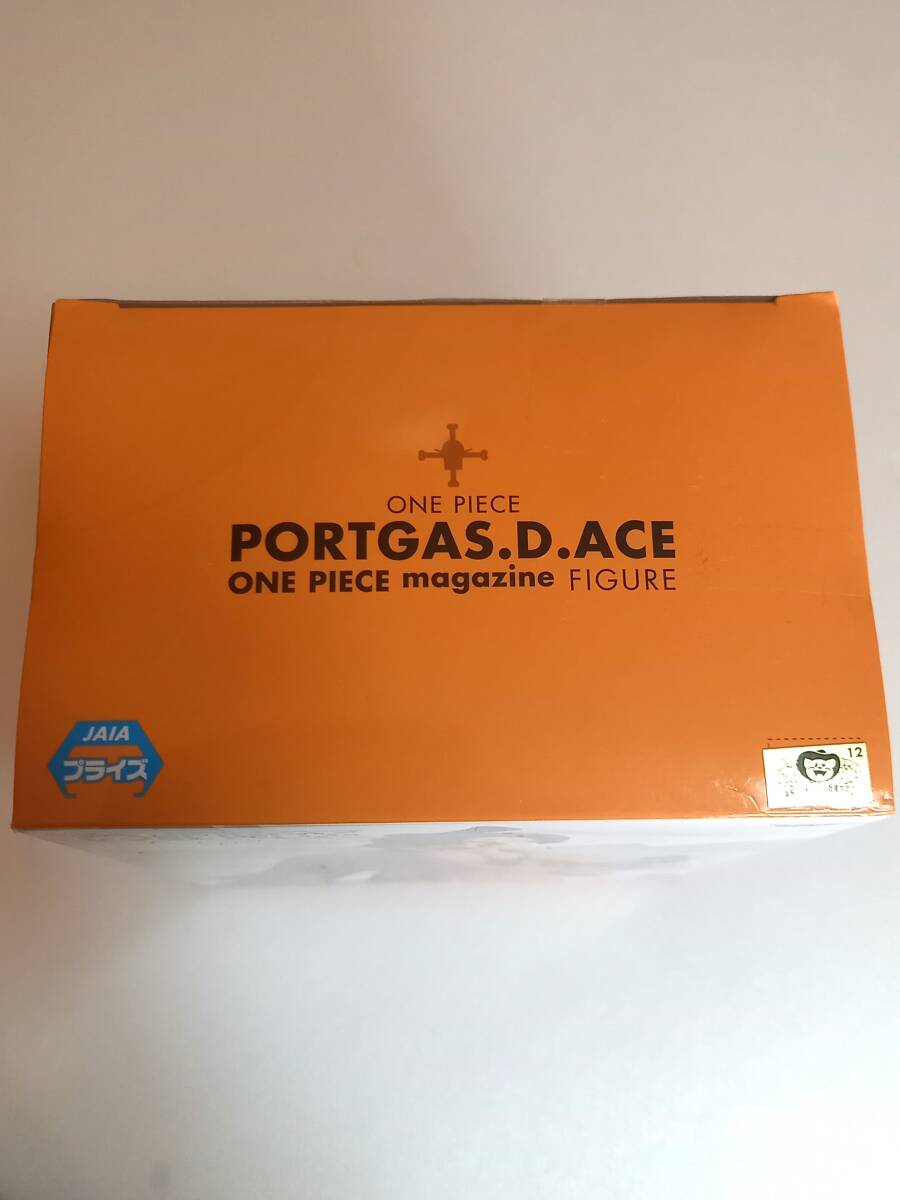 ONE PIECE
PORTGAS.D.ACE
ONE PIECE magazine FIGURE
JAIA
プライズ
12